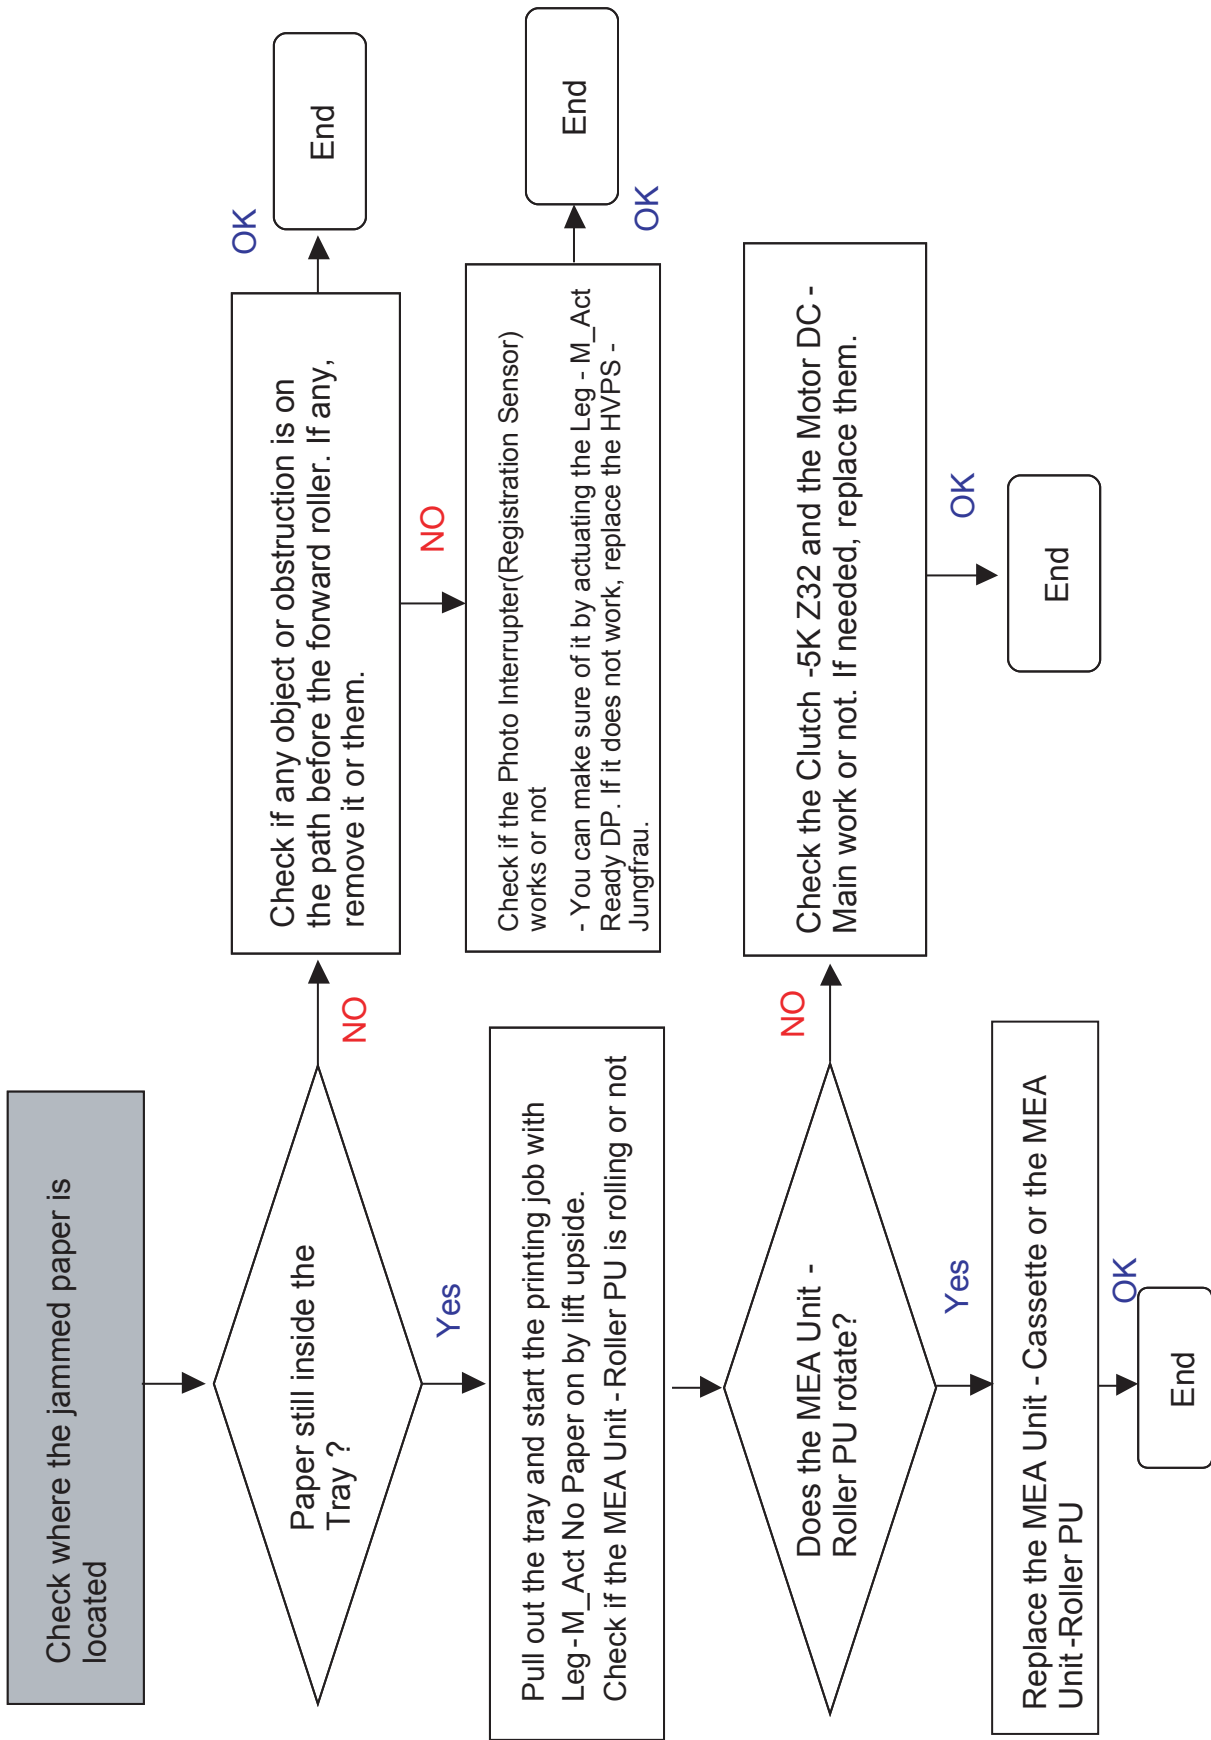 Check where the jammed paper is
located
Paper still inside the
Tray ?
NO
Check if any object or obstruction is on
the path before the forward roller. If any,
remove it or them.
OK
End
NO
Check if the Photo Interrupter(Registration Sensor)
works or not
- You can make sure of it by actuating the Leg - M_Act
Ready DP. If it does not work, replace the HVPS -
Jungfrau.
OK
End
Yes
Pull out the tray and start the printing job with
Leg - M_Act No Paper on by lift upside.
Check if the MEA Unit - Roller PU is rolling or not
Does the MEA Unit -
Roller PU rotate?
NO
Check the Clutch -5K Z32 and the Motor DC -
Main work or not. If needed, replace them.
OK
End
Yes
Replace the MEA Unit - Cassette or the MEA
Unit -Roller PU
OK
End